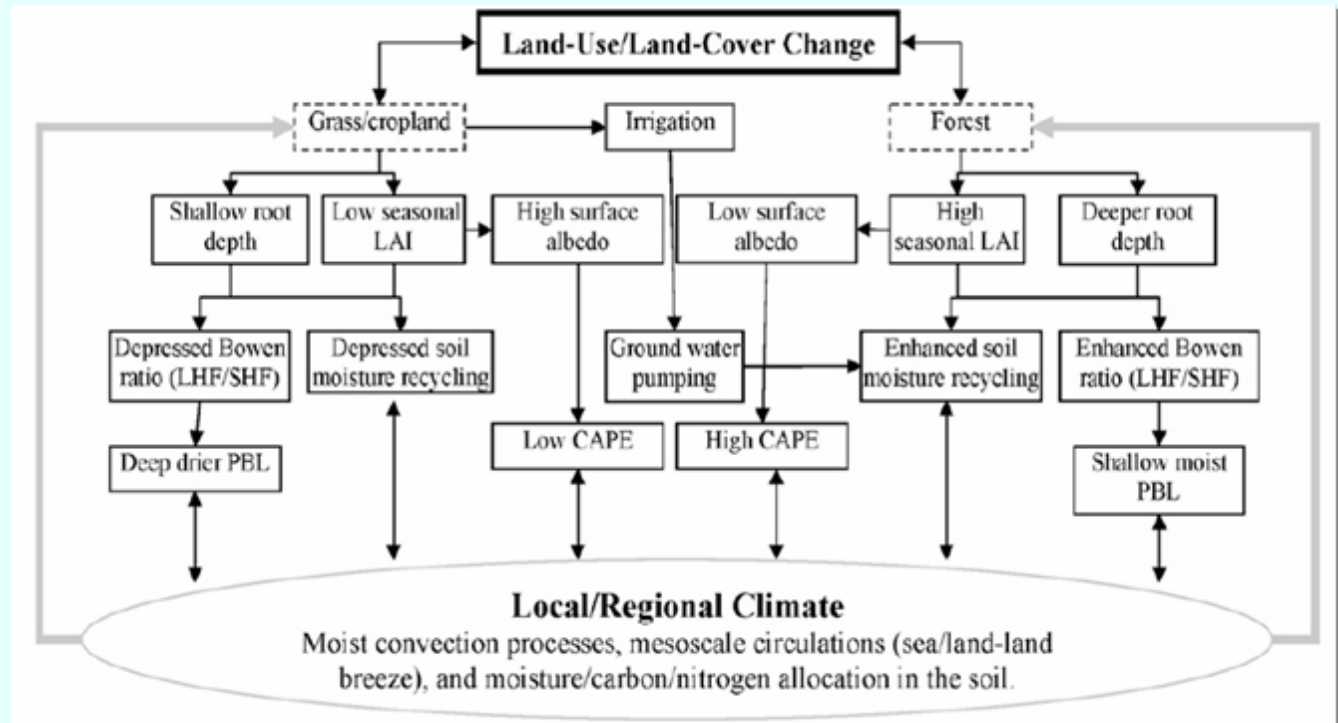 Land-Use/Land-Cover Change
Grass/cropland
Irrigation
Forest
Shallow root
depth
Low seasonal
LAI
High surface
albedo
Low surface
albedo
High
seasonal LAI
Deeper root
depth
Depressed Bowen
ratio (LHF/SHF)
Depressed soil
moisture recycling
Ground water
pumping
Enhanced soil
moisture recycling
Enhanced Bowen
ratio (LHF/SHF)
Deep drier PBL
Low CAPE
High CAPE
Shallow moist
PBL
Local/Regional Climate
Moist convection processes, mesoscale circulations (sea/land-land
breeze), and moisture/carbon/nitrogen allocation in the soil.